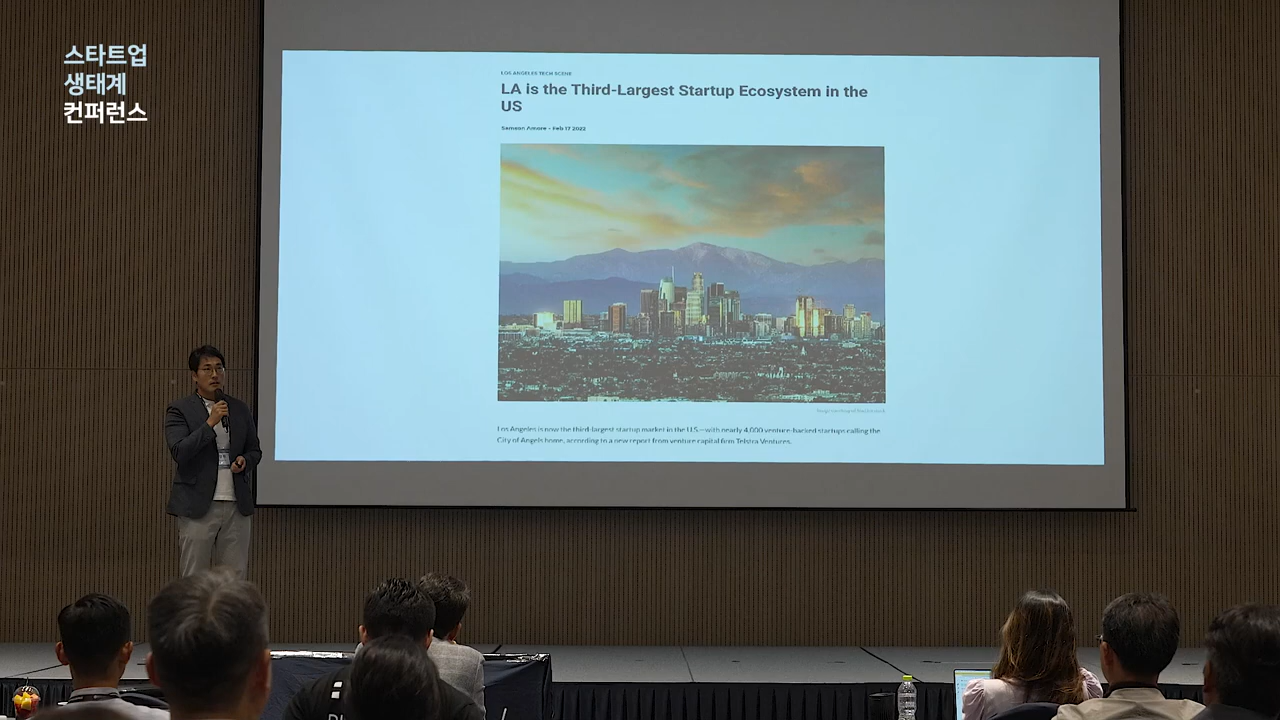 스타트업
생태계
컨퍼런스
LOS ANGELES TECH SCENE
LA is the Third-Largest Startup Ecosystem in the
US
Samson Amore - Feb 17 2022
Los Angeles is now the third-largest startup market in the U.S.—with nearly 4,000 venture-backed startups calling the
City of Angels home, according to a new report from venture capital firm Telstra Ventures.